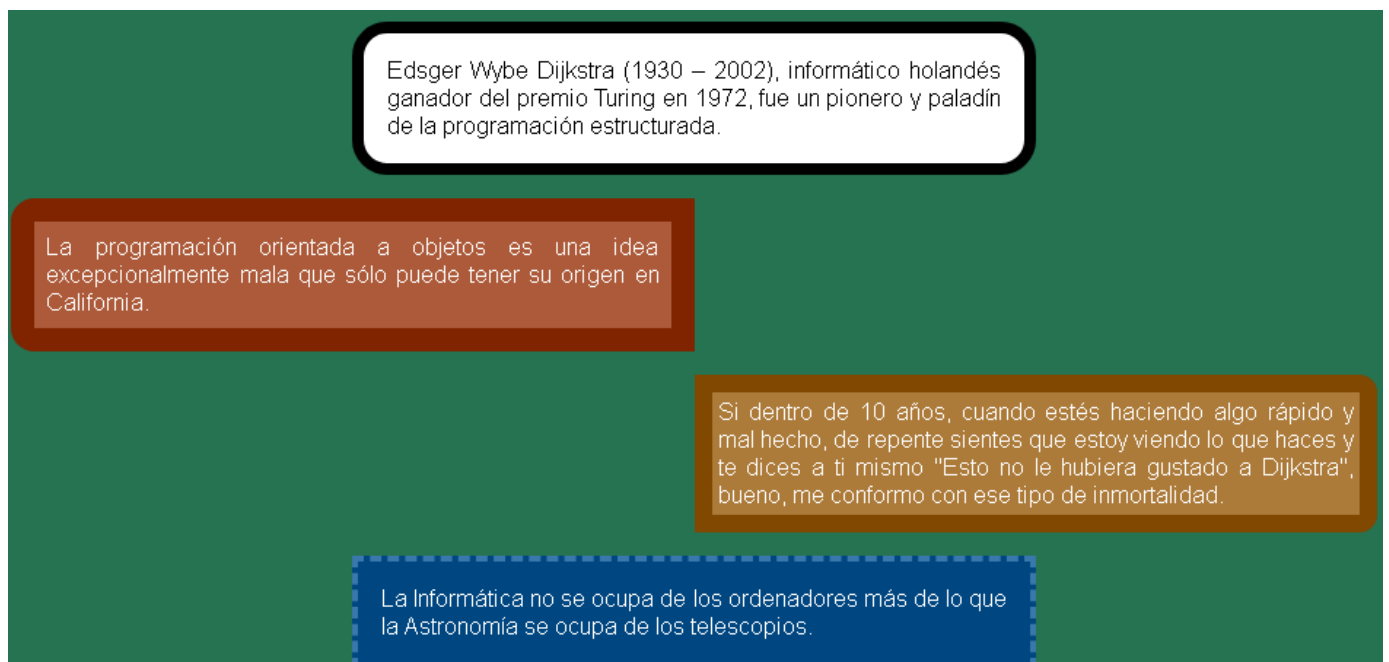 Edsger Wybe Dijkstra (1930 – 2002), informático holandés
ganador del premio Turing en 1972, fue un pionero y paladín
de la programación estructurada.
La programación orientada a objetos es una idea
excepcionalmente mala que sólo puede tener su origen en
California.
Si dentro de 10 años, cuando estés haciendo algo rápido y
mal hecho, de repente sientes que estoy viendo lo que haces y
te dices a ti mismo "Esto no le hubiera gustado a Dijkstra",
bueno, me conformo con ese tipo de inmortalidad.
La Informática no se ocupa de los ordenadores más de lo que
la Astronomía se ocupa de los telescopios.